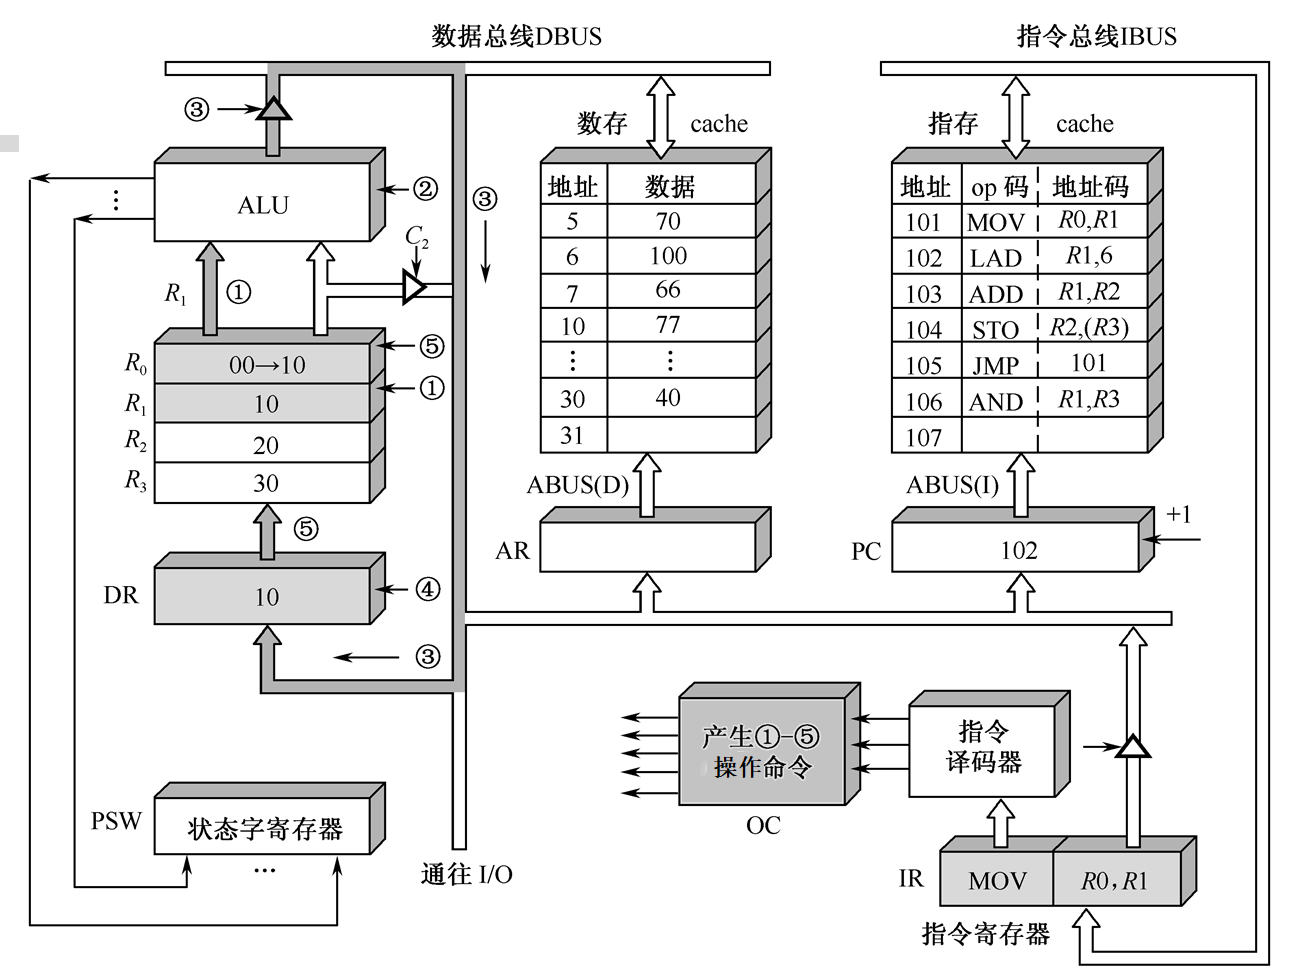 数据总线DBUS
指令总线IBUS
③
数存 cache
指存 cache
ALU
②
⋮
③
C₂
R₁ ①
地址 数据
5 70
6 100
7 66
10 77
⋮ ⋮
30 40
31
地址 op 码 地址码
101 MOV R0,R1
102 LAD R1,6
103 ADD R1,R2
104 STO R2,(R3)
105 JMP 101
106 AND R1,R3
107
R₀ 00→10 ⑤
R₁ 10 ①
R₂ 20
R₃ 30
ABUS(D)
ABUS(I)
⑤
AR
PC 102 +1
DR 10 ④
③
产生①-⑤
操作命令
OC
指令
译码器
PSW 状态字寄存器
…
通往 I/O
IR MOV R0，R1
指令寄存器